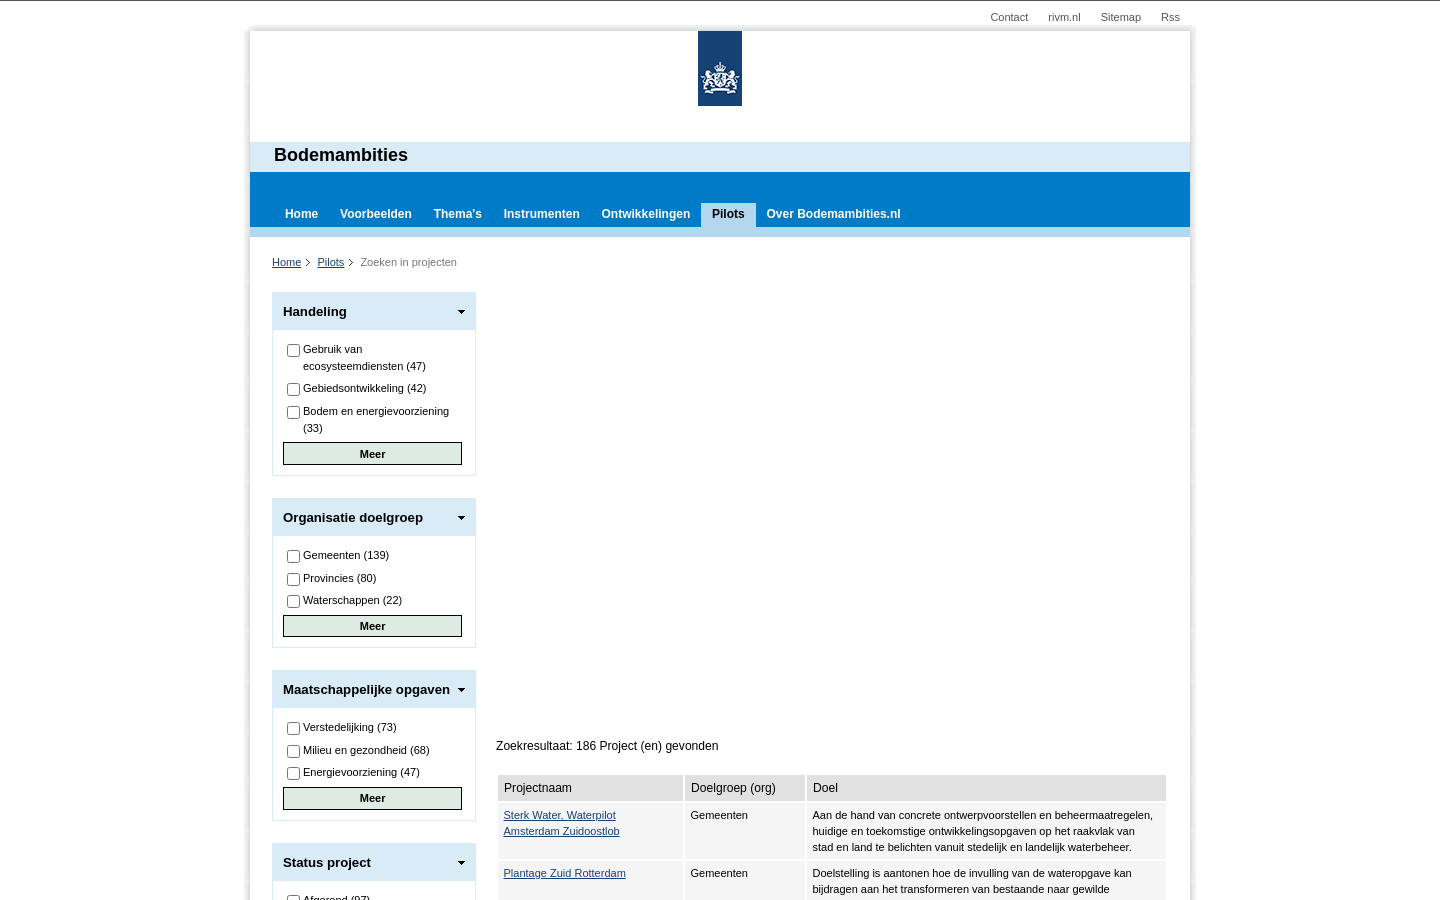 Contact rivm.nl Sitemap Rss
Bodemambities
Home Voorbeelden Thema's Instrumenten Ontwikkelingen Pilots Over Bodemambities.nl
Home Pilots Zoeken in projecten
Handeling
Gebruik van
ecosysteemdiensten (47)
Gebiedsontwikkeling (42)
Bodem en energievoorziening
(33)
Meer
Organisatie doelgroep
Gemeenten (139)
Provincies (80)
Waterschappen (22)
Meer
Maatschappelijke opgaven
Verstedelijking (73)
Milieu en gezondheid (68)
Energievoorziening (47)
Meer
Status project
Afgerond (97)
Zoekresultaat: 186 Project (en) gevonden
Projectnaam Doelgroep (org) Doel
Sterk Water, Waterpilot
Amsterdam Zuidoostlob
Gemeenten
Aan de hand van concrete ontwerpvoorstellen en beheermaatregelen,
huidige en toekomstige ontwikkelingsopgaven op het raakvlak van
stad en land te belichten vanuit stedelijk en landelijk waterbeheer.
Plantage Zuid Rotterdam
Gemeenten
Doelstelling is aantonen hoe de invulling van de wateropgave kan
bijdragen aan het transformeren van bestaande naar gewilde